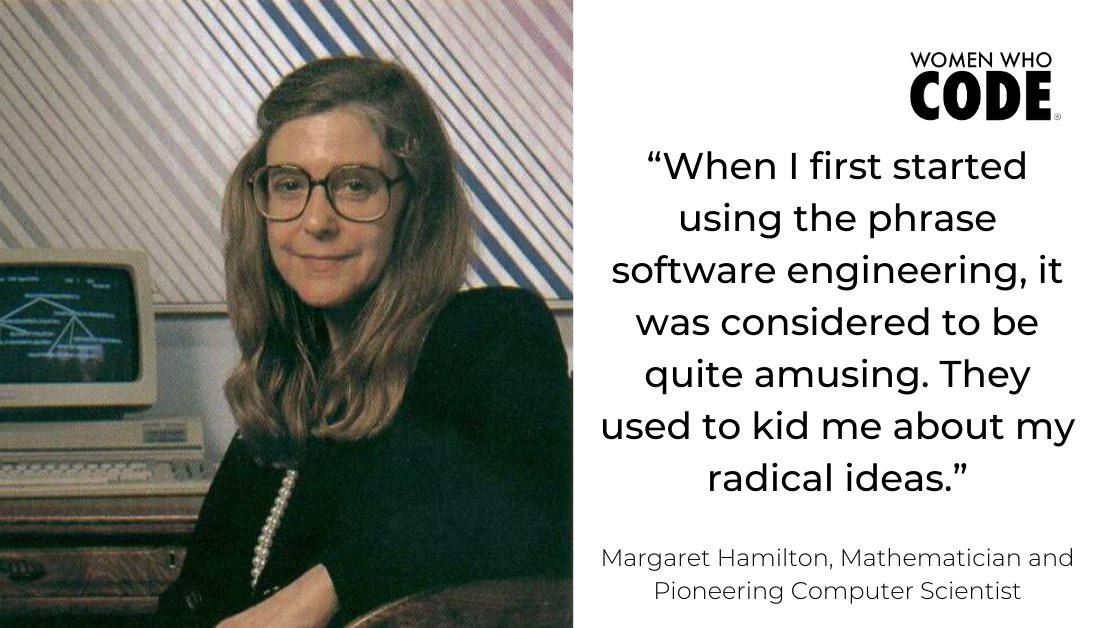 WOMEN WHO
CODE®
“When I first started
using the phrase
software engineering, it
was considered to be
quite amusing. They
used to kid me about my
radical ideas.”
Margaret Hamilton, Mathematician and
Pioneering Computer Scientist